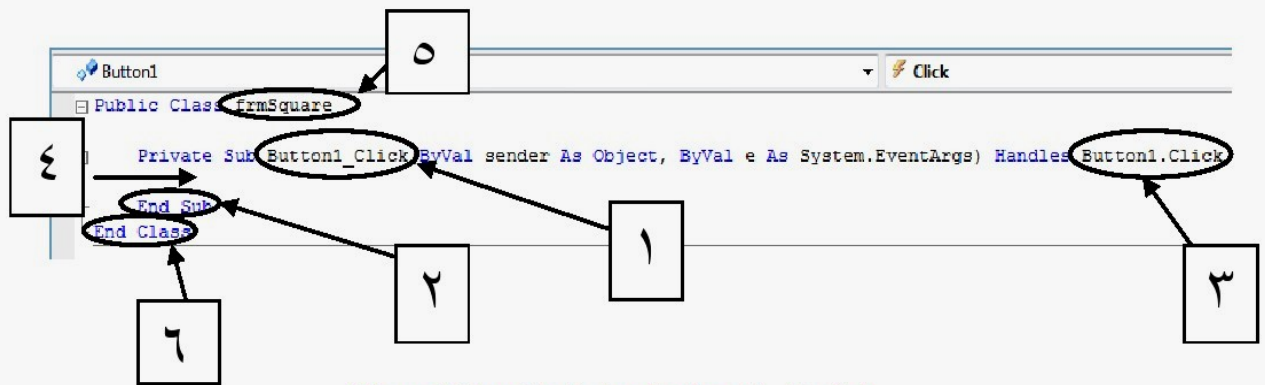 ٥
Button1 Click
Public Class frmSquare
٤
Private Sub Button1_Click(ByVal sender As Object, ByVal e As System.EventArgs) Handles Button1.Click
End Sub
End Class
١
٢
٣
٦